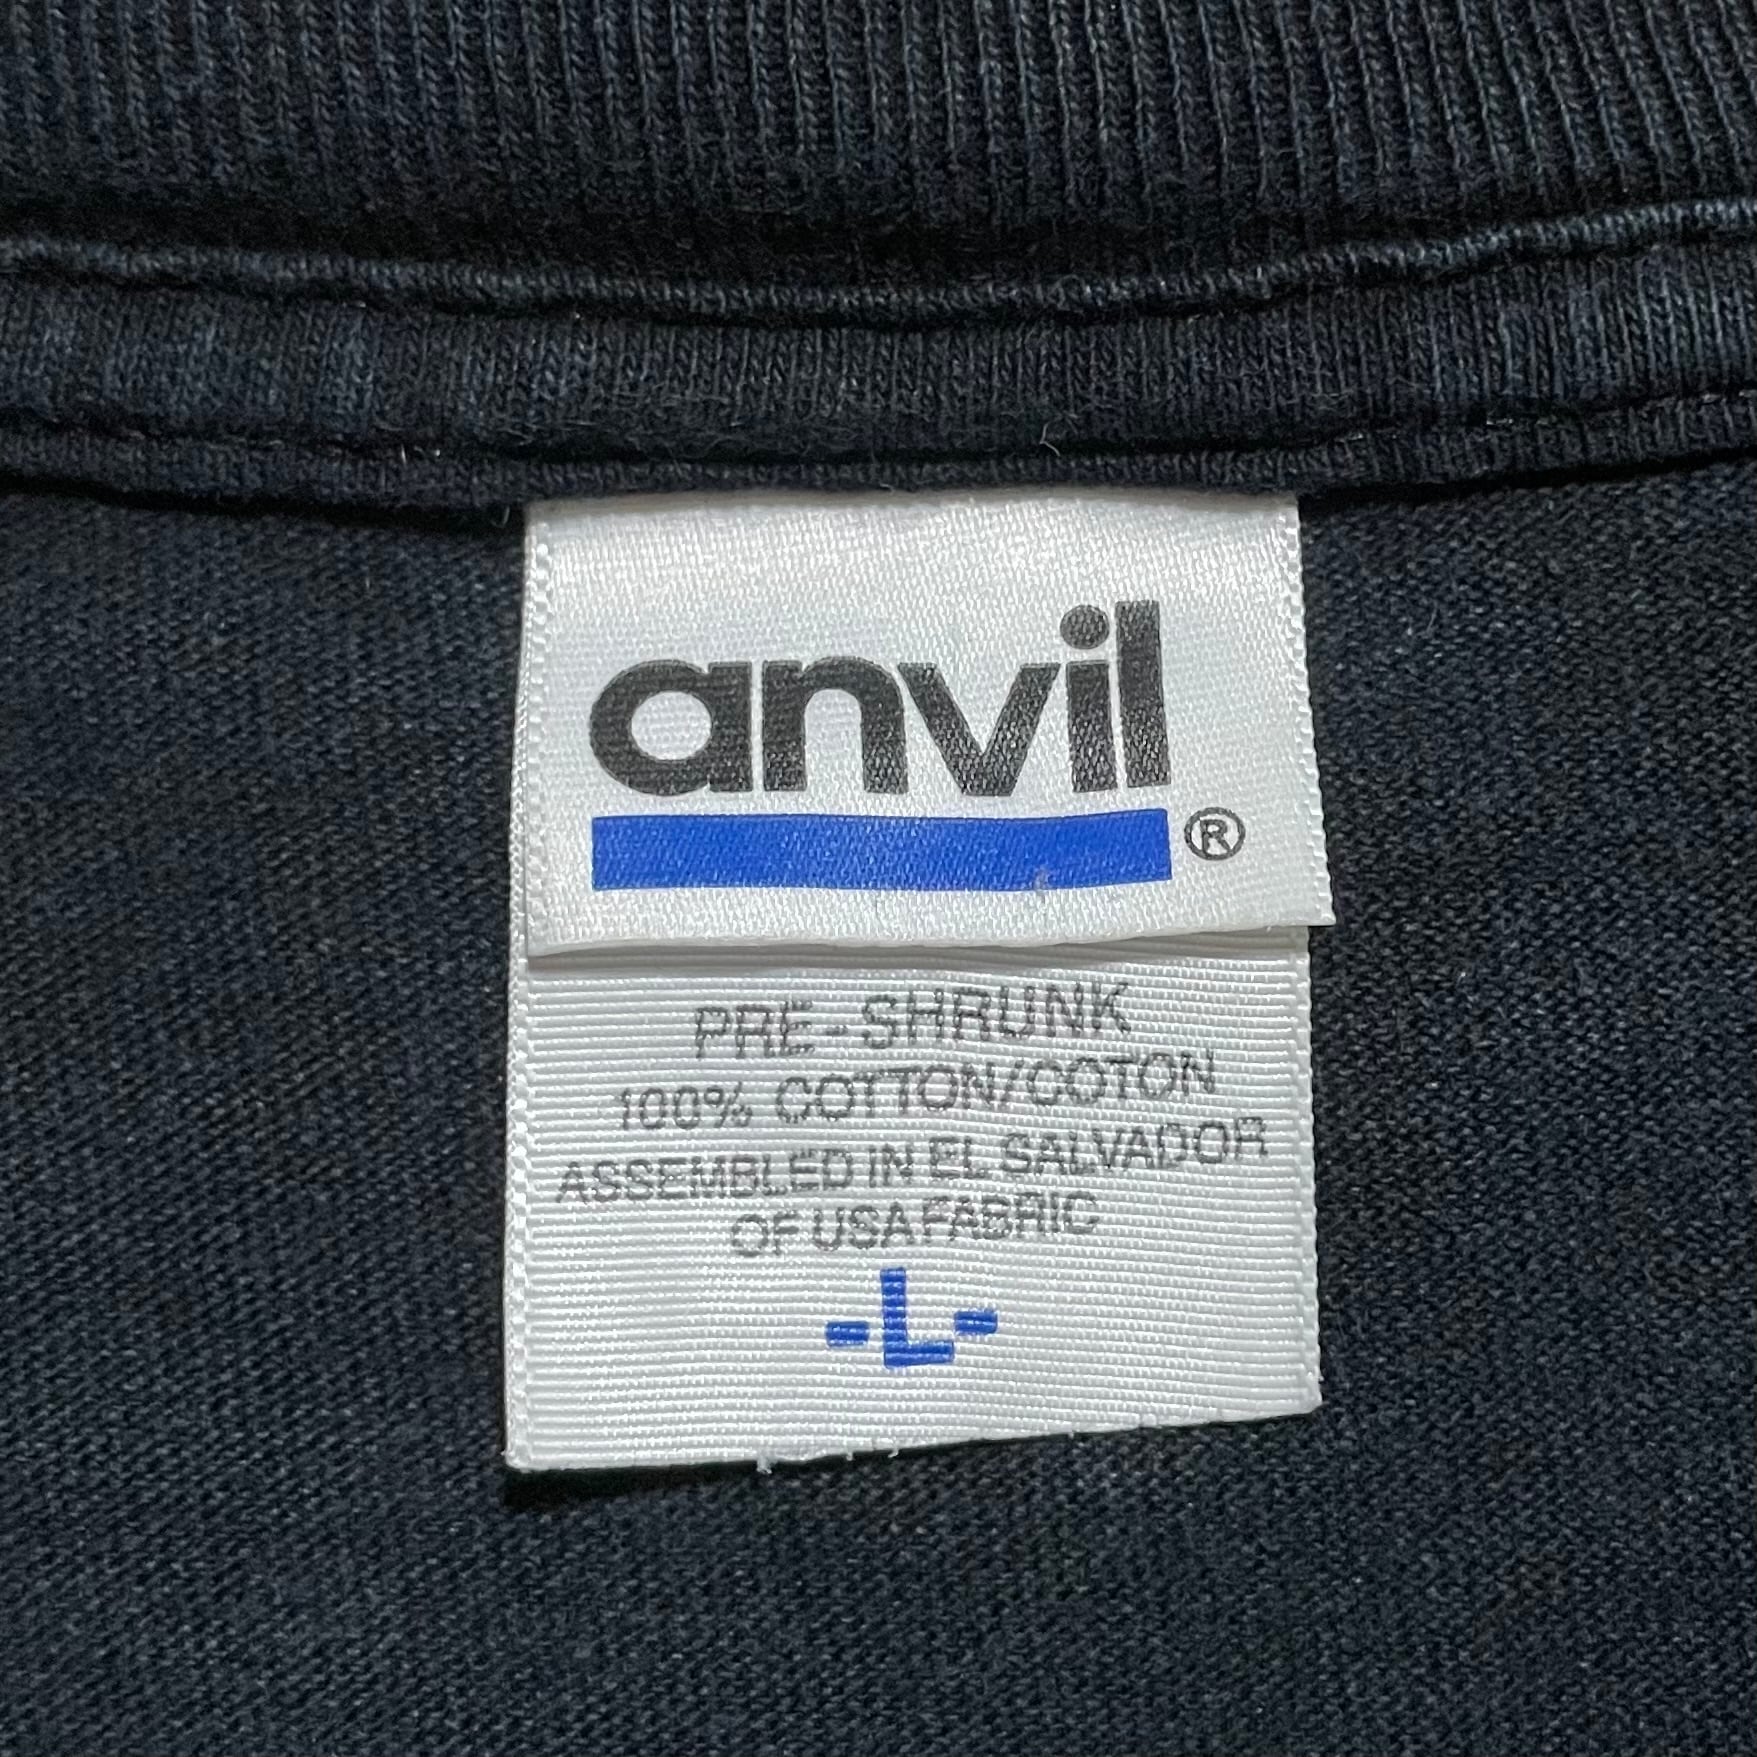 anvil
®
PRE-SHRUNK
100% COTTON/COTON
ASSEMBLED IN EL SALVADOR
OF USA FABRIC
-L-